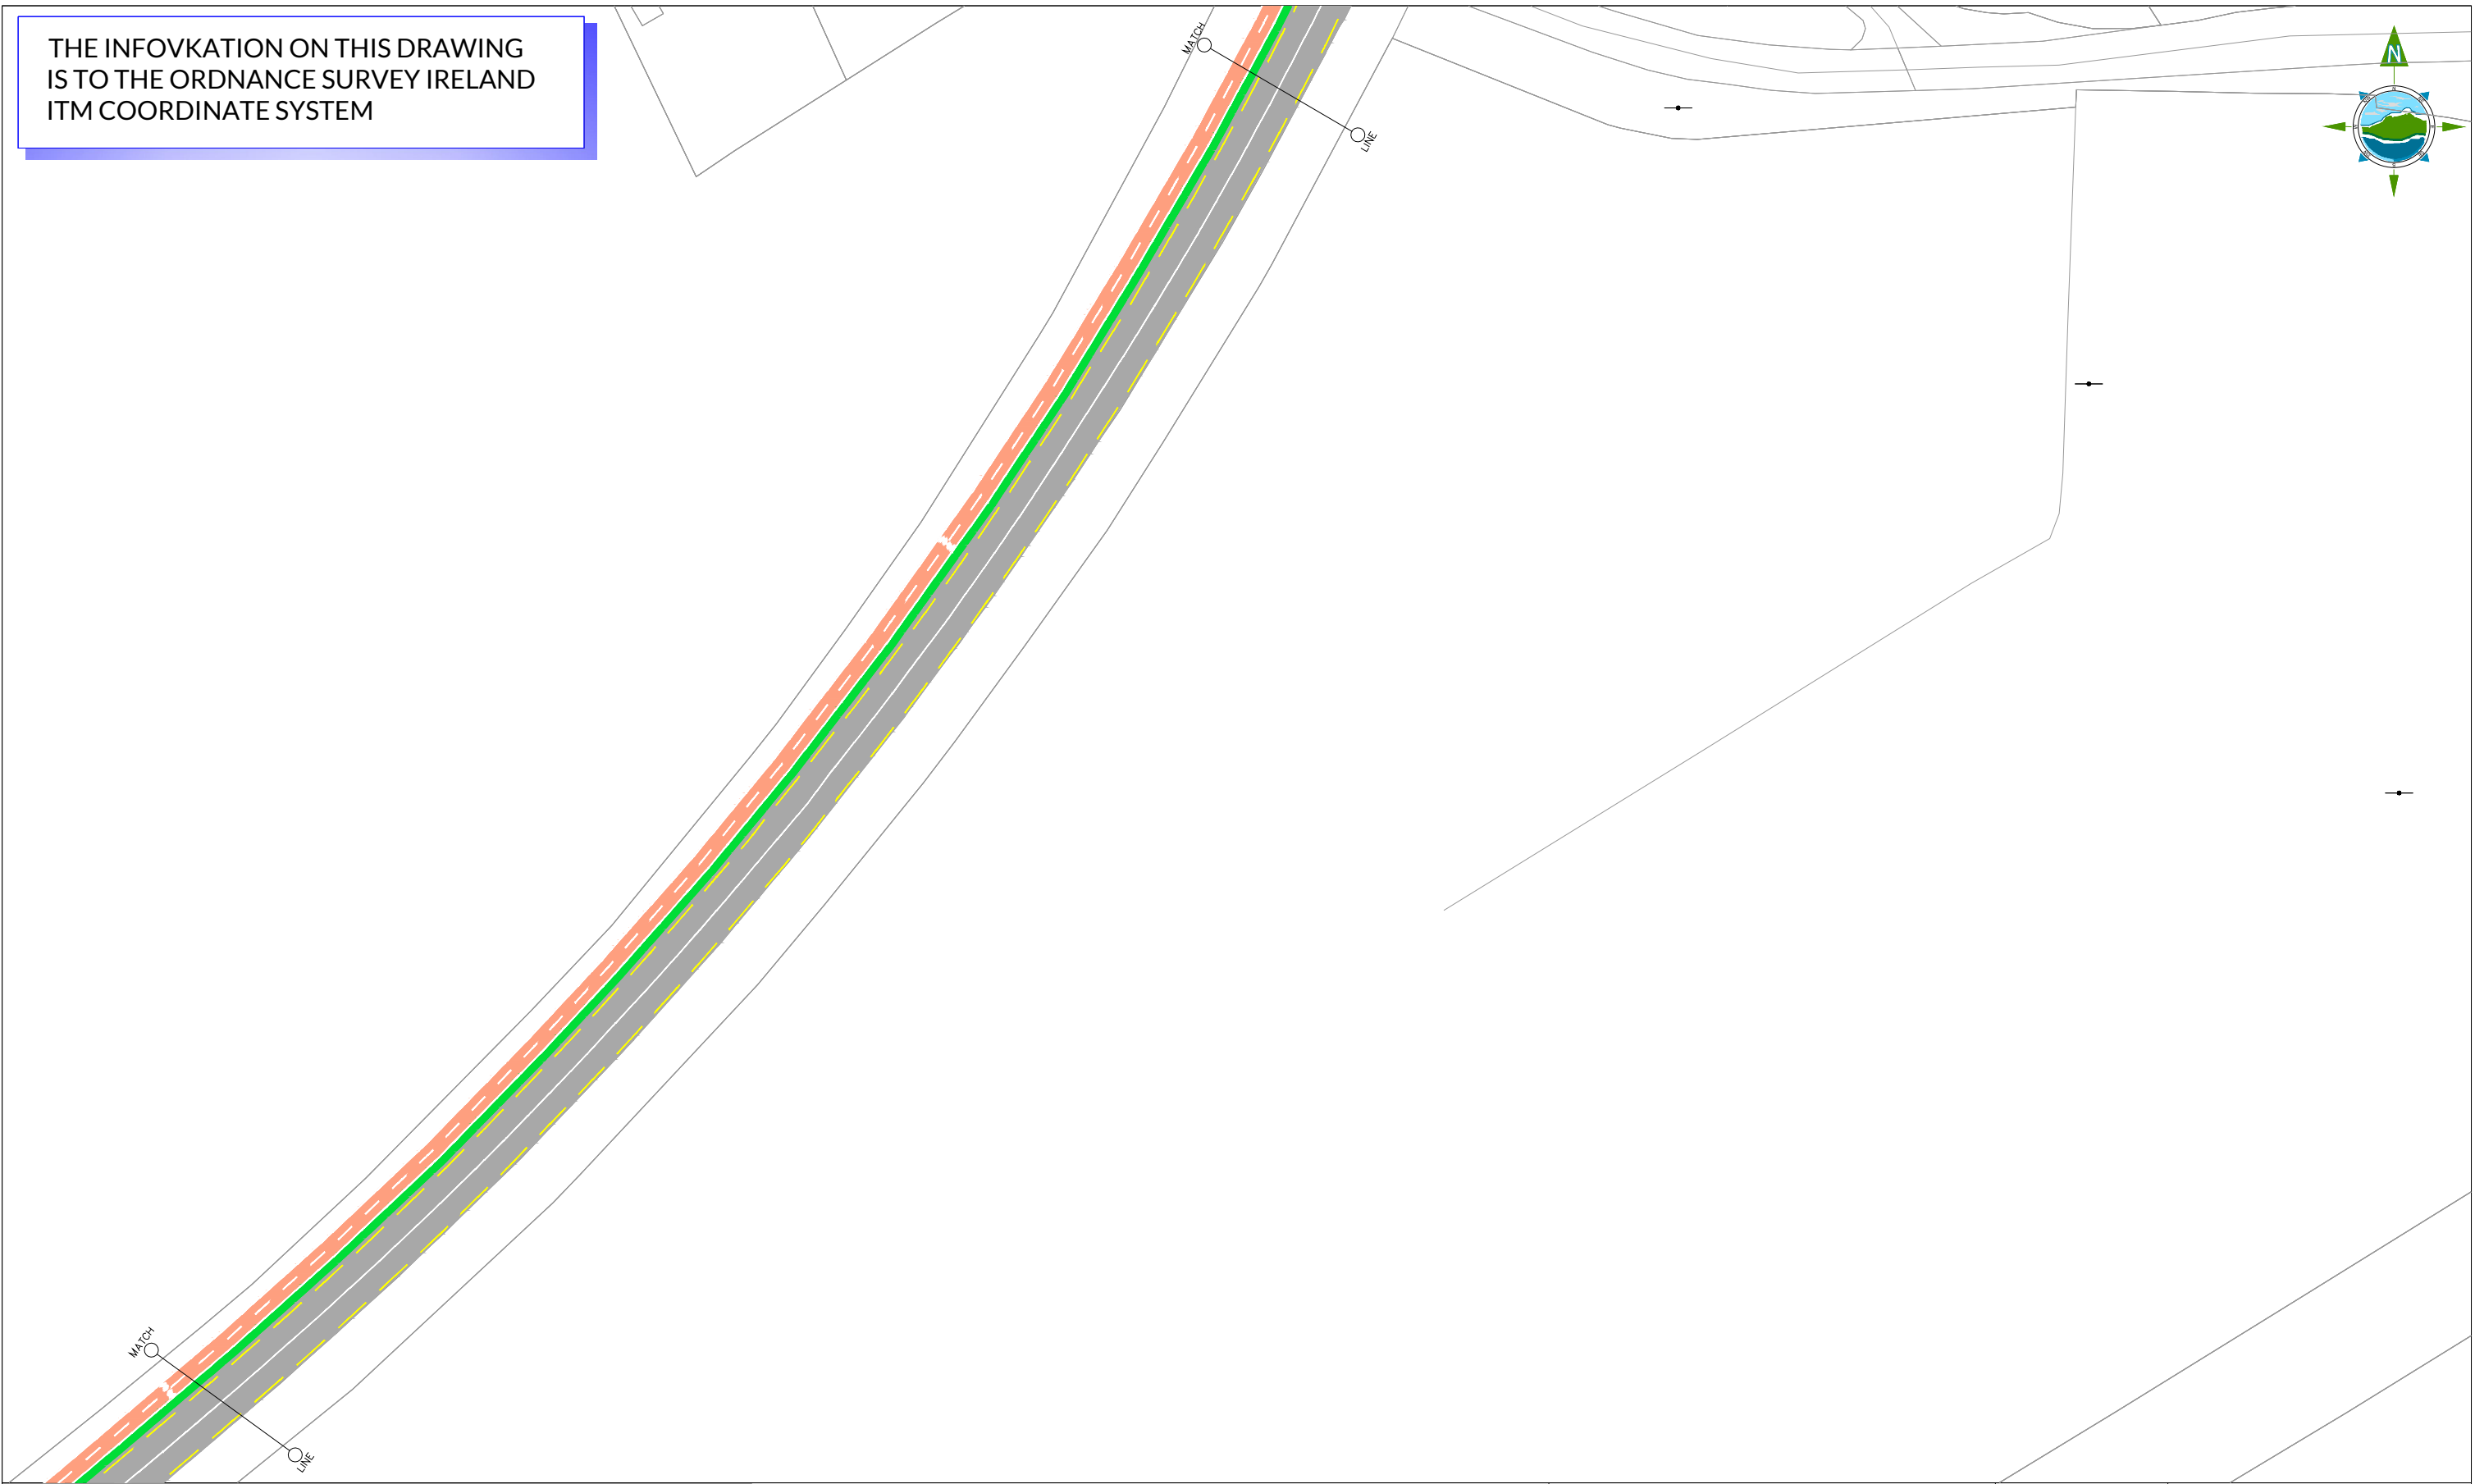 THE INFOVKATION ON THIS DRAWING
IS TO THE ORDNANCE SURVEY IRELAND
ITM COORDINATE SYSTEM
MATCH
LINE
N
MATCH
LINE